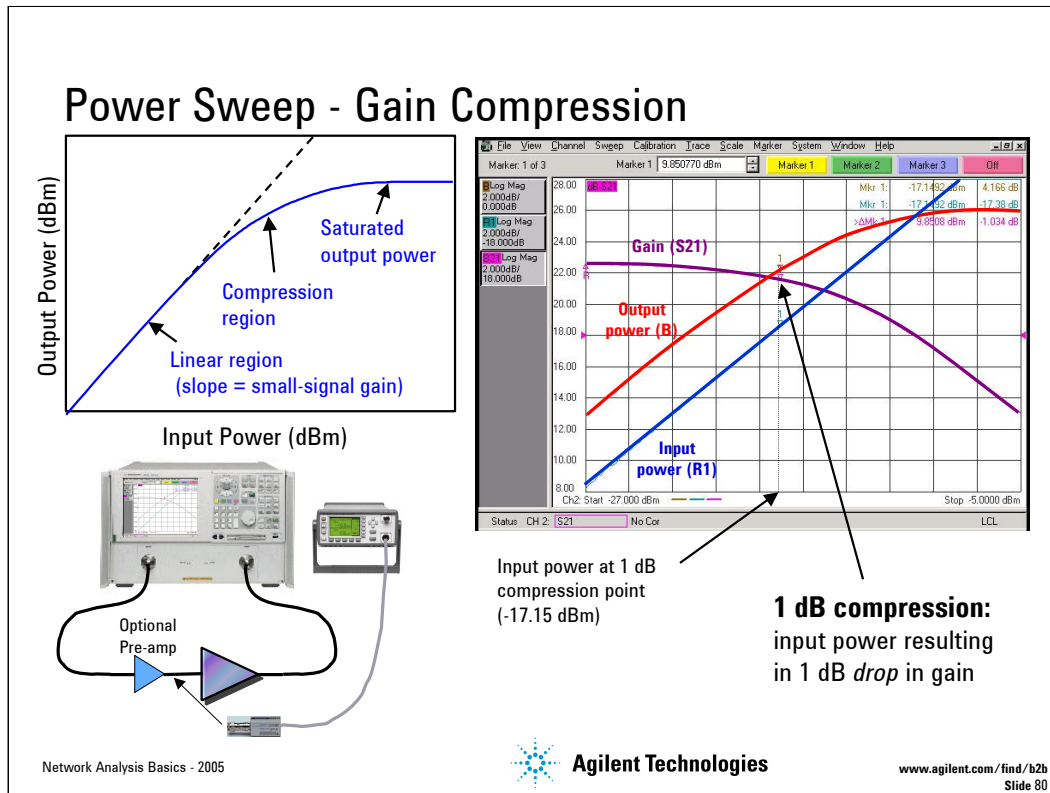 Power Sweep - Gain Compression
Output Power (dBm)
Saturated
output power
Compression
region
Linear region
(slope = small-signal gain)
Input Power (dBm)
Optional
Pre-amp
File View Channel Sweep Calibration Trace Scale Marker System Window Help
Marker: 1 of 3
Marker 1 9.850770 dBm
Marker 1
Marker 2
Marker 3
Off
B Log Mag
2.000dB/
0.000dB
R1 Log Mag
2.000dB/
-18.000dB
S21 Log Mag
2.000dB/
18.000dB
28.00
26.00
24.00
22.00
20.00
18.00
16.00
14.00
12.00
10.00
8.00
dB-S21
Mkr 1: -17.1492 dBm 4.166 dB
Mkr 1: -17.1492 dBm -17.38 dB
>ΔMk 1: 9.8508 dBm -1.034 dB
Gain (S21)
Output
power (B)
Input
power (R1)
1
1
Ch2: Start -27.000 dBm
Stop -5.0000 dBm
Status CH 2: S21 No Cor LCL
Input power at 1 dB
compression point
(-17.15 dBm)
1 dB compression:
input power resulting
in 1 dB drop in gain
Network Analysis Basics - 2005
Agilent Technologies
www.agilent.com/find/b2b
Slide 80